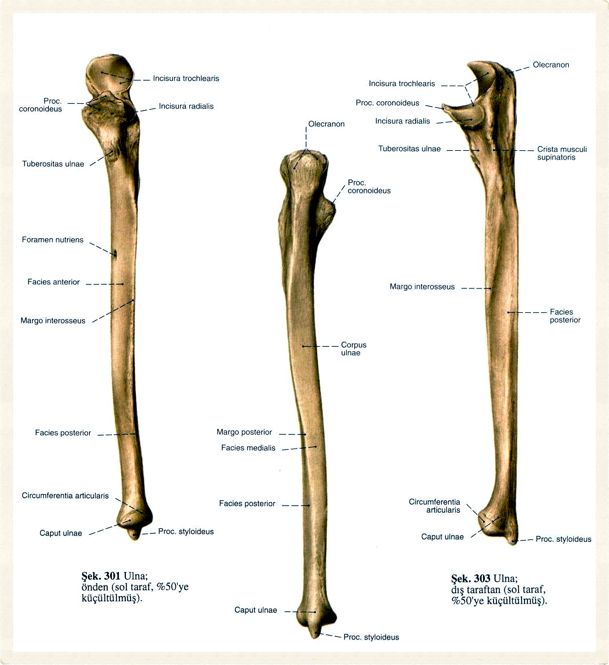 Incisura trochlearis
Proc.
coronoideus
Incisura radialis
Tuberositas ulnae
Foramen nutriens
Facies anterior
Margo interosseus
Facies posterior
Circumferentia articularis
Caput ulnae
Proc. styloideus
Şek. 301 Ulna;
önden (sol taraf, %50'ye
küçültülmüş).
Olecranon
Proc.
coronoideus
Corpus
ulnae
Margo posterior
Facies medialis
Facies posterior
Caput ulnae
Proc. styloideus
Olecranon
Incisura trochlearis
Proc. coronoideus
Incisura radialis
Tuberositas ulnae
Crista musculi
supinatoris
Margo interosseus
Facies
posterior
Circumferentia
articularis
Caput ulnae
Proc. styloideus
Şek. 303 Ulna;
dış taraftan (sol taraf,
%50'ye küçültülmüş).